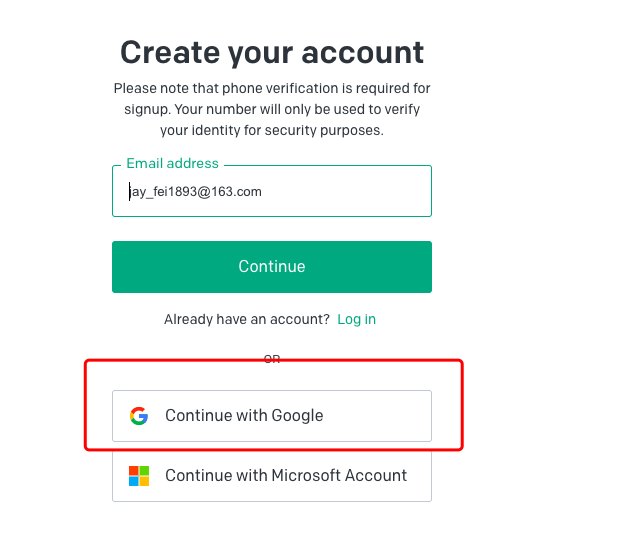 Create your account
Please note that phone verification is required for
signup. Your number will only be used to verify
your identity for security purposes.
Email address
jay_fei1893@163.com
Continue
Already have an account? Log in
OR
Continue with Google
Continue with Microsoft Account